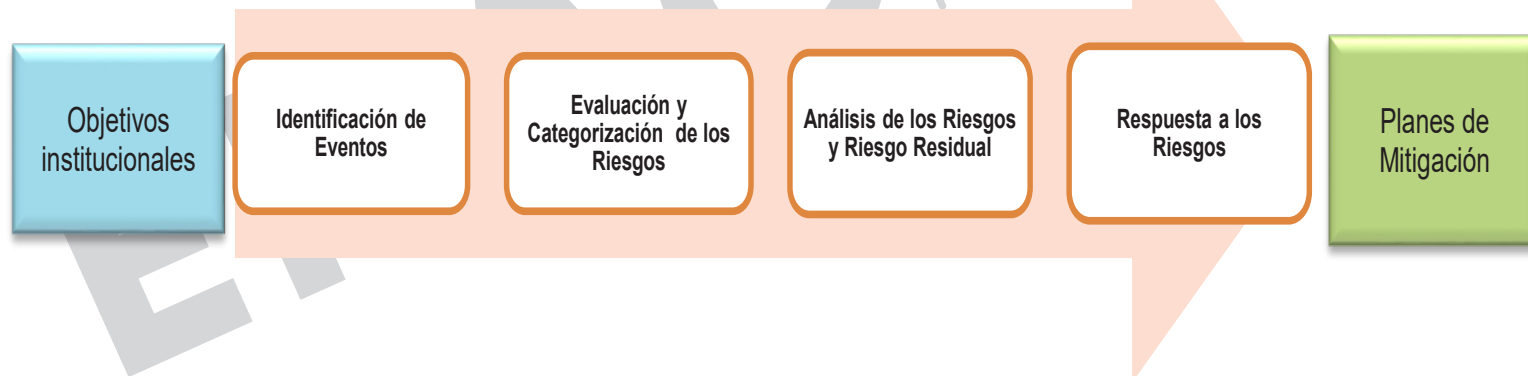 Objetivos
institucionales
Identificación de
Eventos
Evaluación y
Categorización de los
Riesgos
Análisis de los Riesgos
y Riesgo Residual
Respuesta a los
Riesgos
Planes de
Mitigación